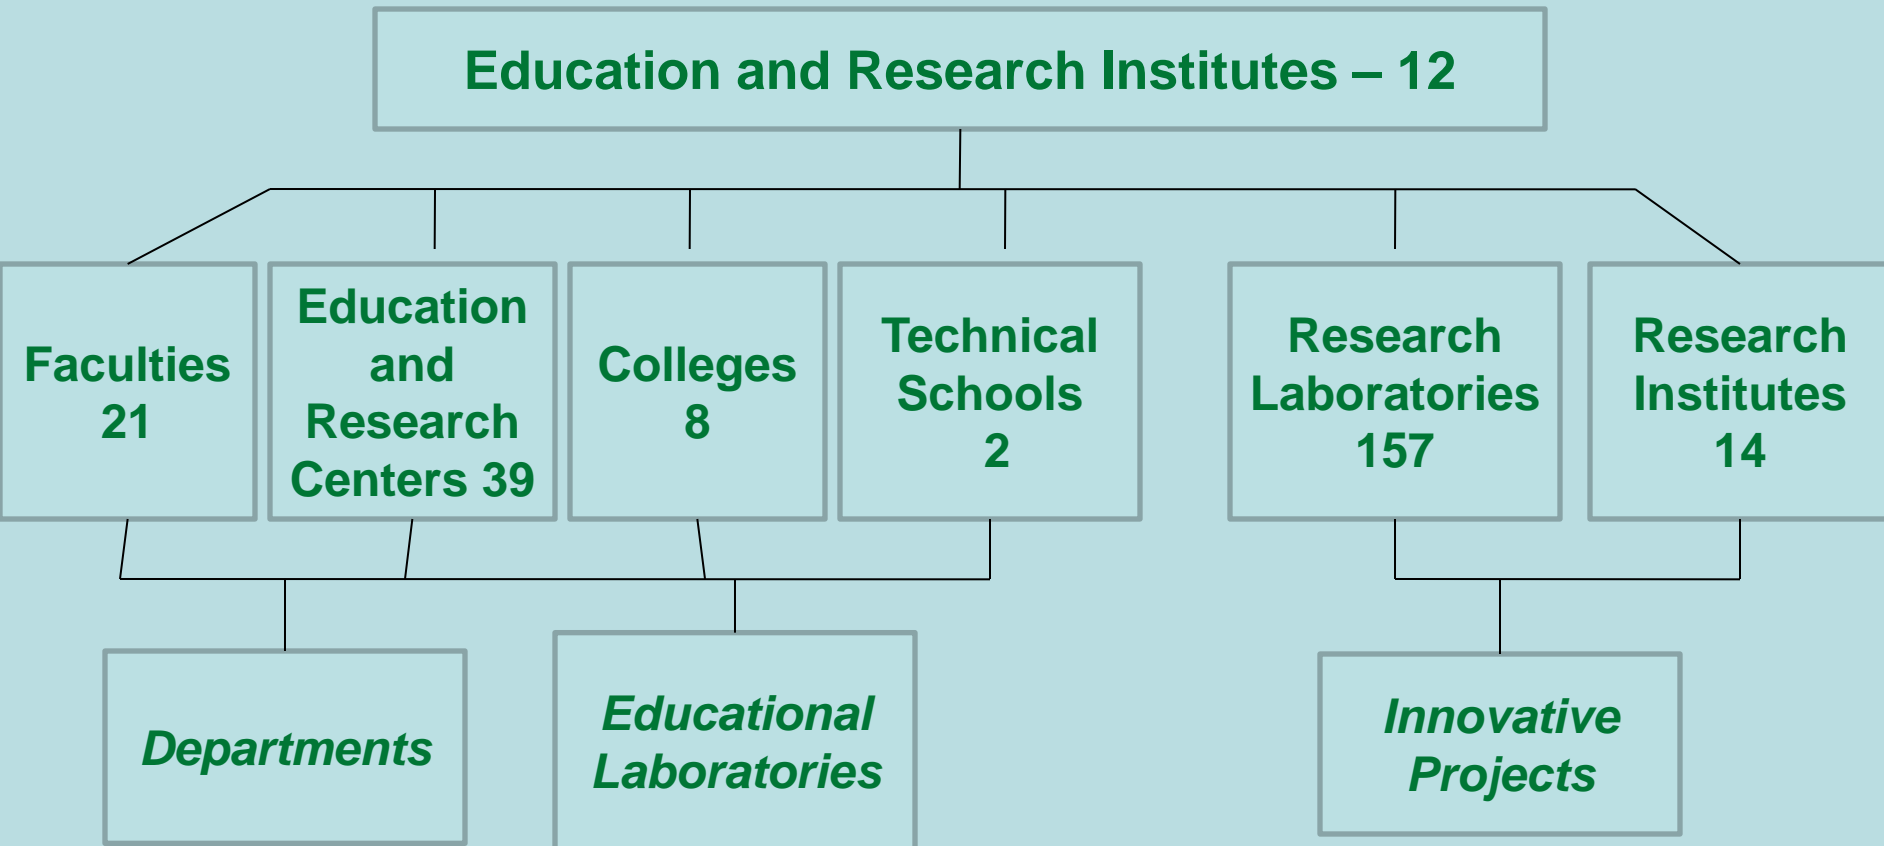 Education and Research Institutes – 12
Faculties
21
Education
and
Research
Centers 39
Colleges
8
Technical
Schools
2
Research
Laboratories
157
Research
Institutes
14
Departments
Educational
Laboratories
Innovative
Projects